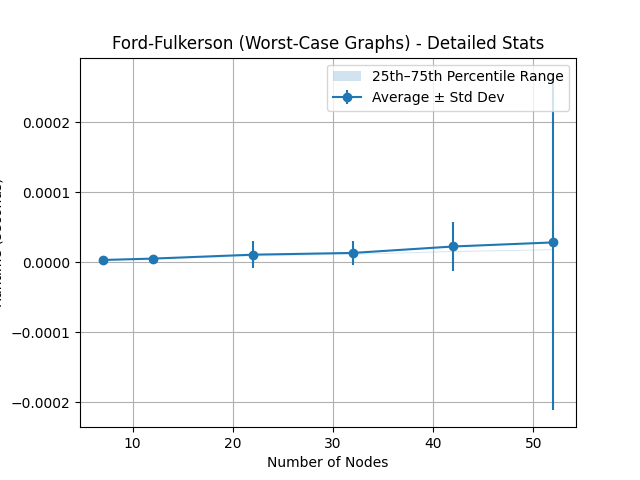 Ford-Fulkerson (Worst-Case Graphs) - Detailed Stats
25th–75th Percentile Range
Average ± Std Dev
0.0002
0.0001
0.0000
−0.0001
−0.0002
10 20 30 40 50
Number of Nodes